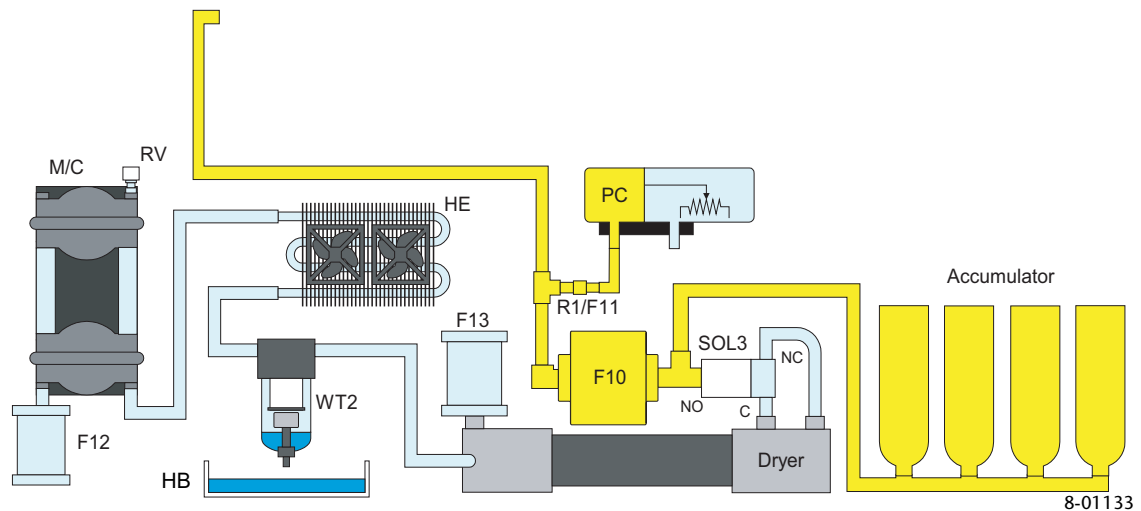 M/C
RV
HE
PC
Accumulator
R1/F11
F13
SOL3
NC
F10
NO
C
WT2
F12
Dryer
HB
8-01133